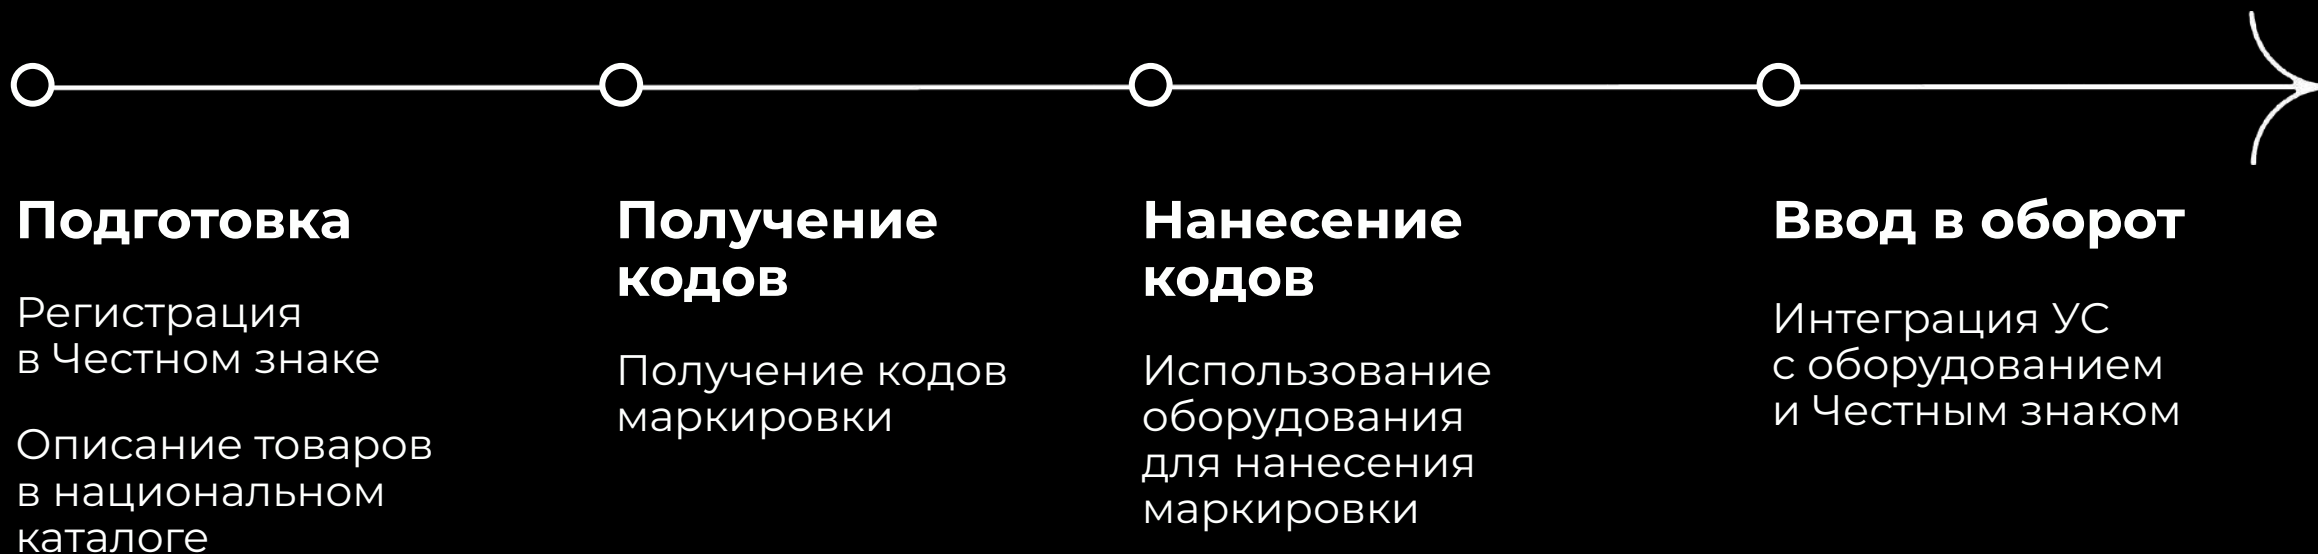 Подготовка
Регистрация
в Честном знаке
Описание товаров
в национальном
каталоге
Получение
кодов
Получение кодов
маркировки
Нанесение
кодов
Использование
оборудования
для нанесения
маркировки
Ввод в оборот
Интеграция УС
с оборудованием
и Честным знаком